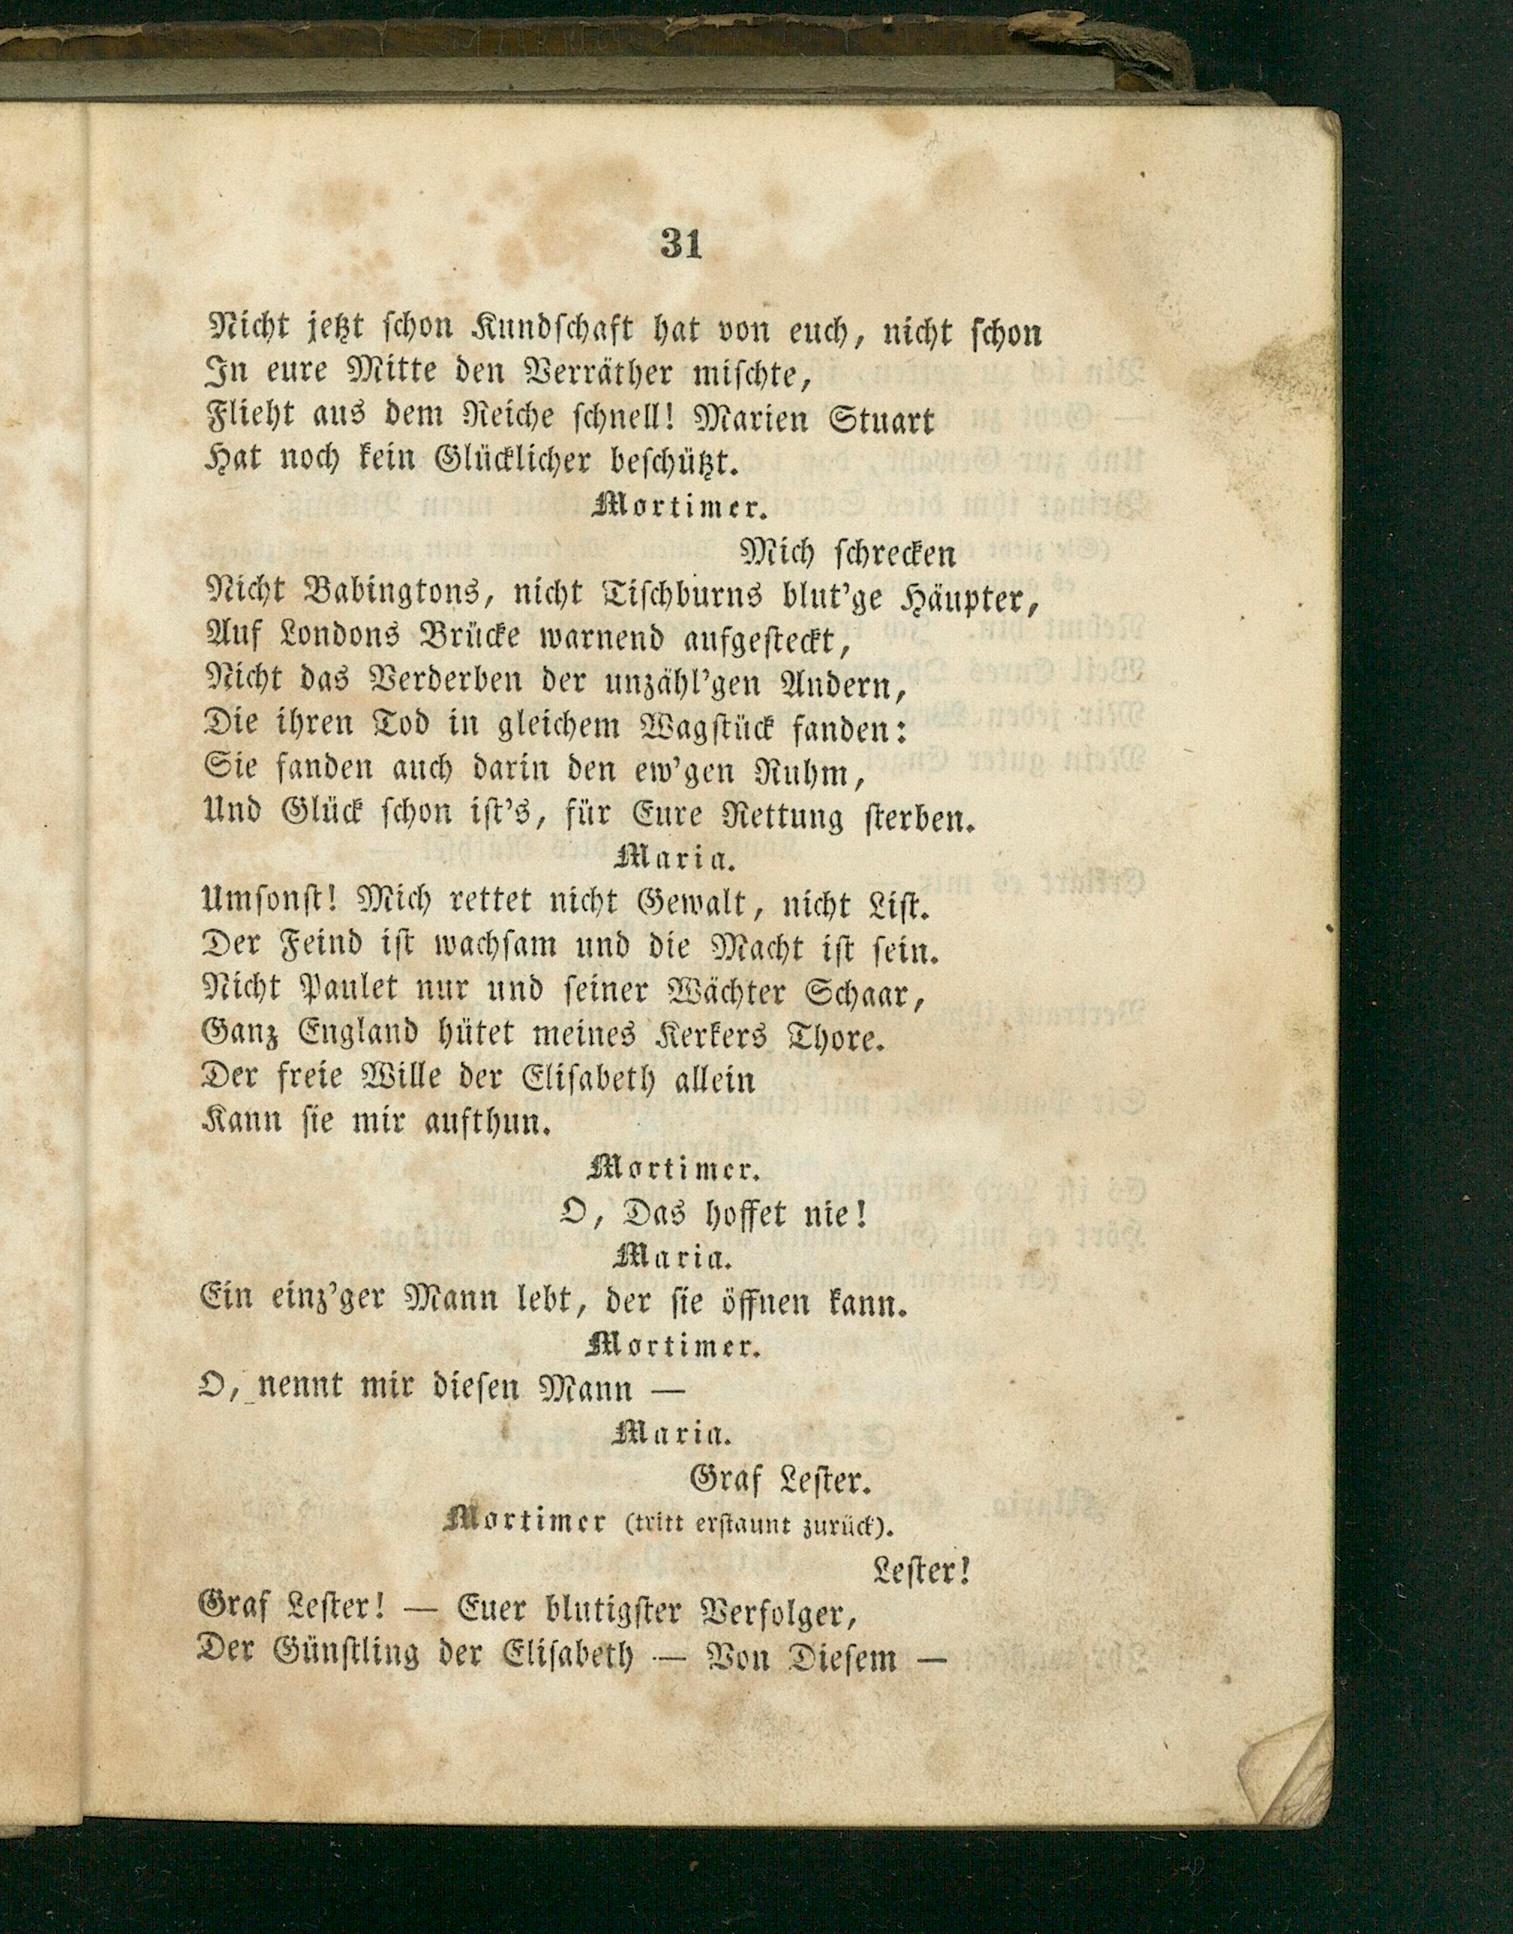 31
Nicht jetzt schon Kundschaft hat von euch, nicht schon
In eure Mitte den Verräther mischte,
Flieht aus dem Reiche schnell! Marien Stuart
Hat noch kein Glücklicher beschützt.
Mortimer.
Mich schrecken
Nicht Babingtons, nicht Tischburns blut'ge Häupter,
Auf Londons Brücke warnend aufgesteckt,
Nicht das Verderben der unzähl'gen Andern,
Die ihren Tod in gleichem Wagstück fanden:
Sie fanden auch darin den ew'gen Ruhm,
Und Glück schon ist's, für Eure Rettung sterben.
Maria.
Umsonst! Mich rettet nicht Gewalt, nicht List.
Der Feind ist wachsam und die Macht ist sein.
Nicht Paulet nur und seiner Wächter Schaar,
Ganz England hütet meines Kerkers Thore.
Der freie Wille der Elisabeth allein
Kann sie mir aufthun.
Mortimer.
O, Das hoffet nie!
Maria.
Ein einz'ger Mann lebt, der sie öffnen kann.
Mortimer.
O, nennt mir diesen Mann —
Maria.
Graf Lester.
Mortimer (tritt erstaunt zurück).
Lester!
Graf Lester! — Euer blutigster Verfolger,
Der Günstling der Elisabeth — Von Diesem —